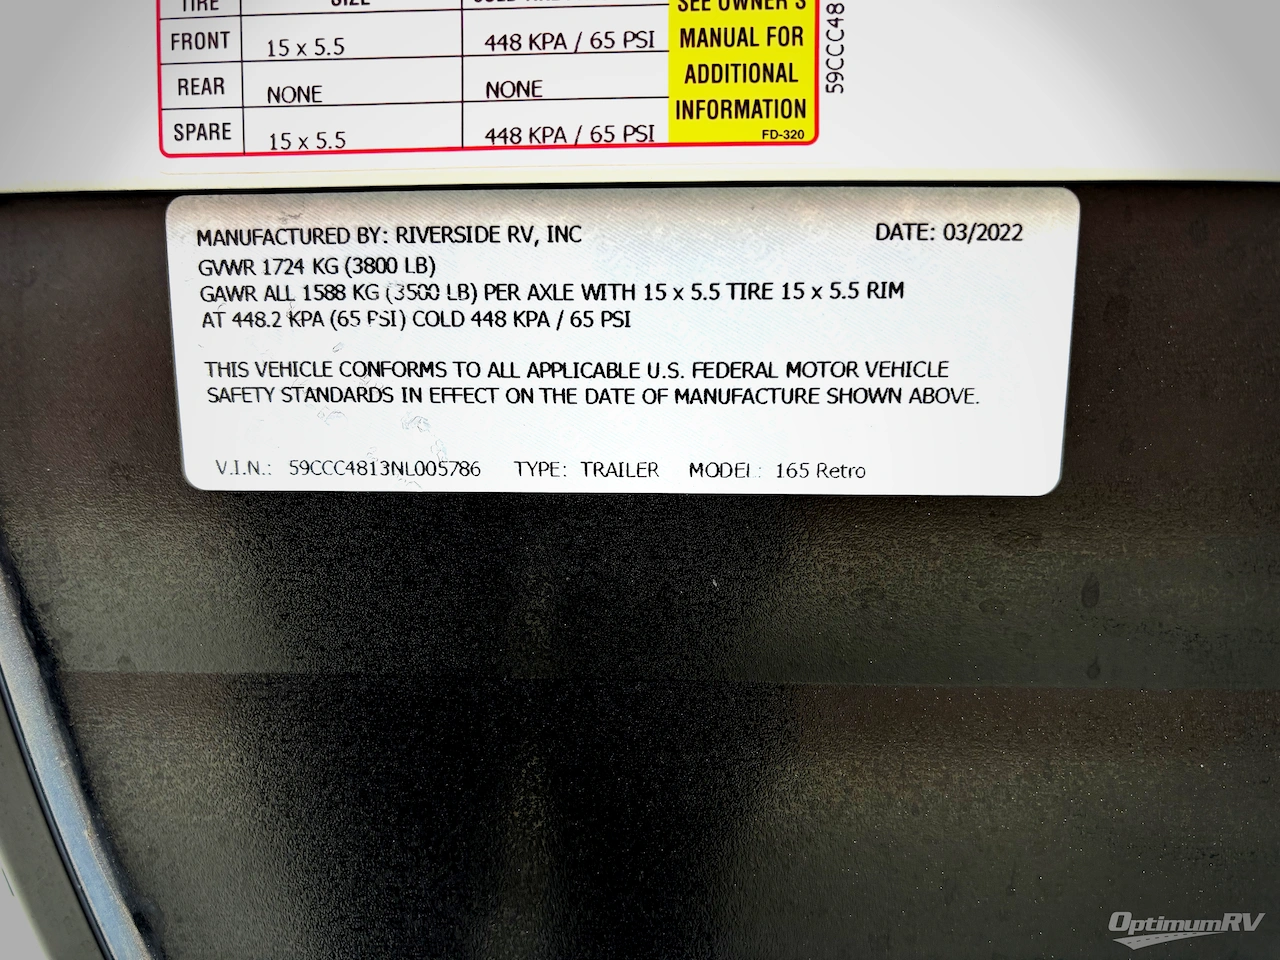 TIRE SIZE
FRONT 15 x 5.5 448 KPA / 65 PSI
REAR NONE NONE
SPARE 15 x 5.5 448 KPA / 65 PSI
SEE OWNER'S
MANUAL FOR
ADDITIONAL
INFORMATION
FD-320
59CCC48
MANUFACTURED BY: RIVERSIDE RV, INC DATE: 03/2022
GVWR 1724 KG (3800 LB)
GAWR ALL 1588 KG (3500 LB) PER AXLE WITH 15 x 5.5 TIRE 15 x 5.5 RIM
AT 448.2 KPA (65 PSI) COLD 448 KPA / 65 PSI
THIS VEHICLE CONFORMS TO ALL APPLICABLE U.S. FEDERAL MOTOR VEHICLE
SAFETY STANDARDS IN EFFECT ON THE DATE OF MANUFACTURE SHOWN ABOVE.
V.I.N.: 59CCC4813NL005786 TYPE: TRAILER MODEL: 165 Retro
OptimumRV